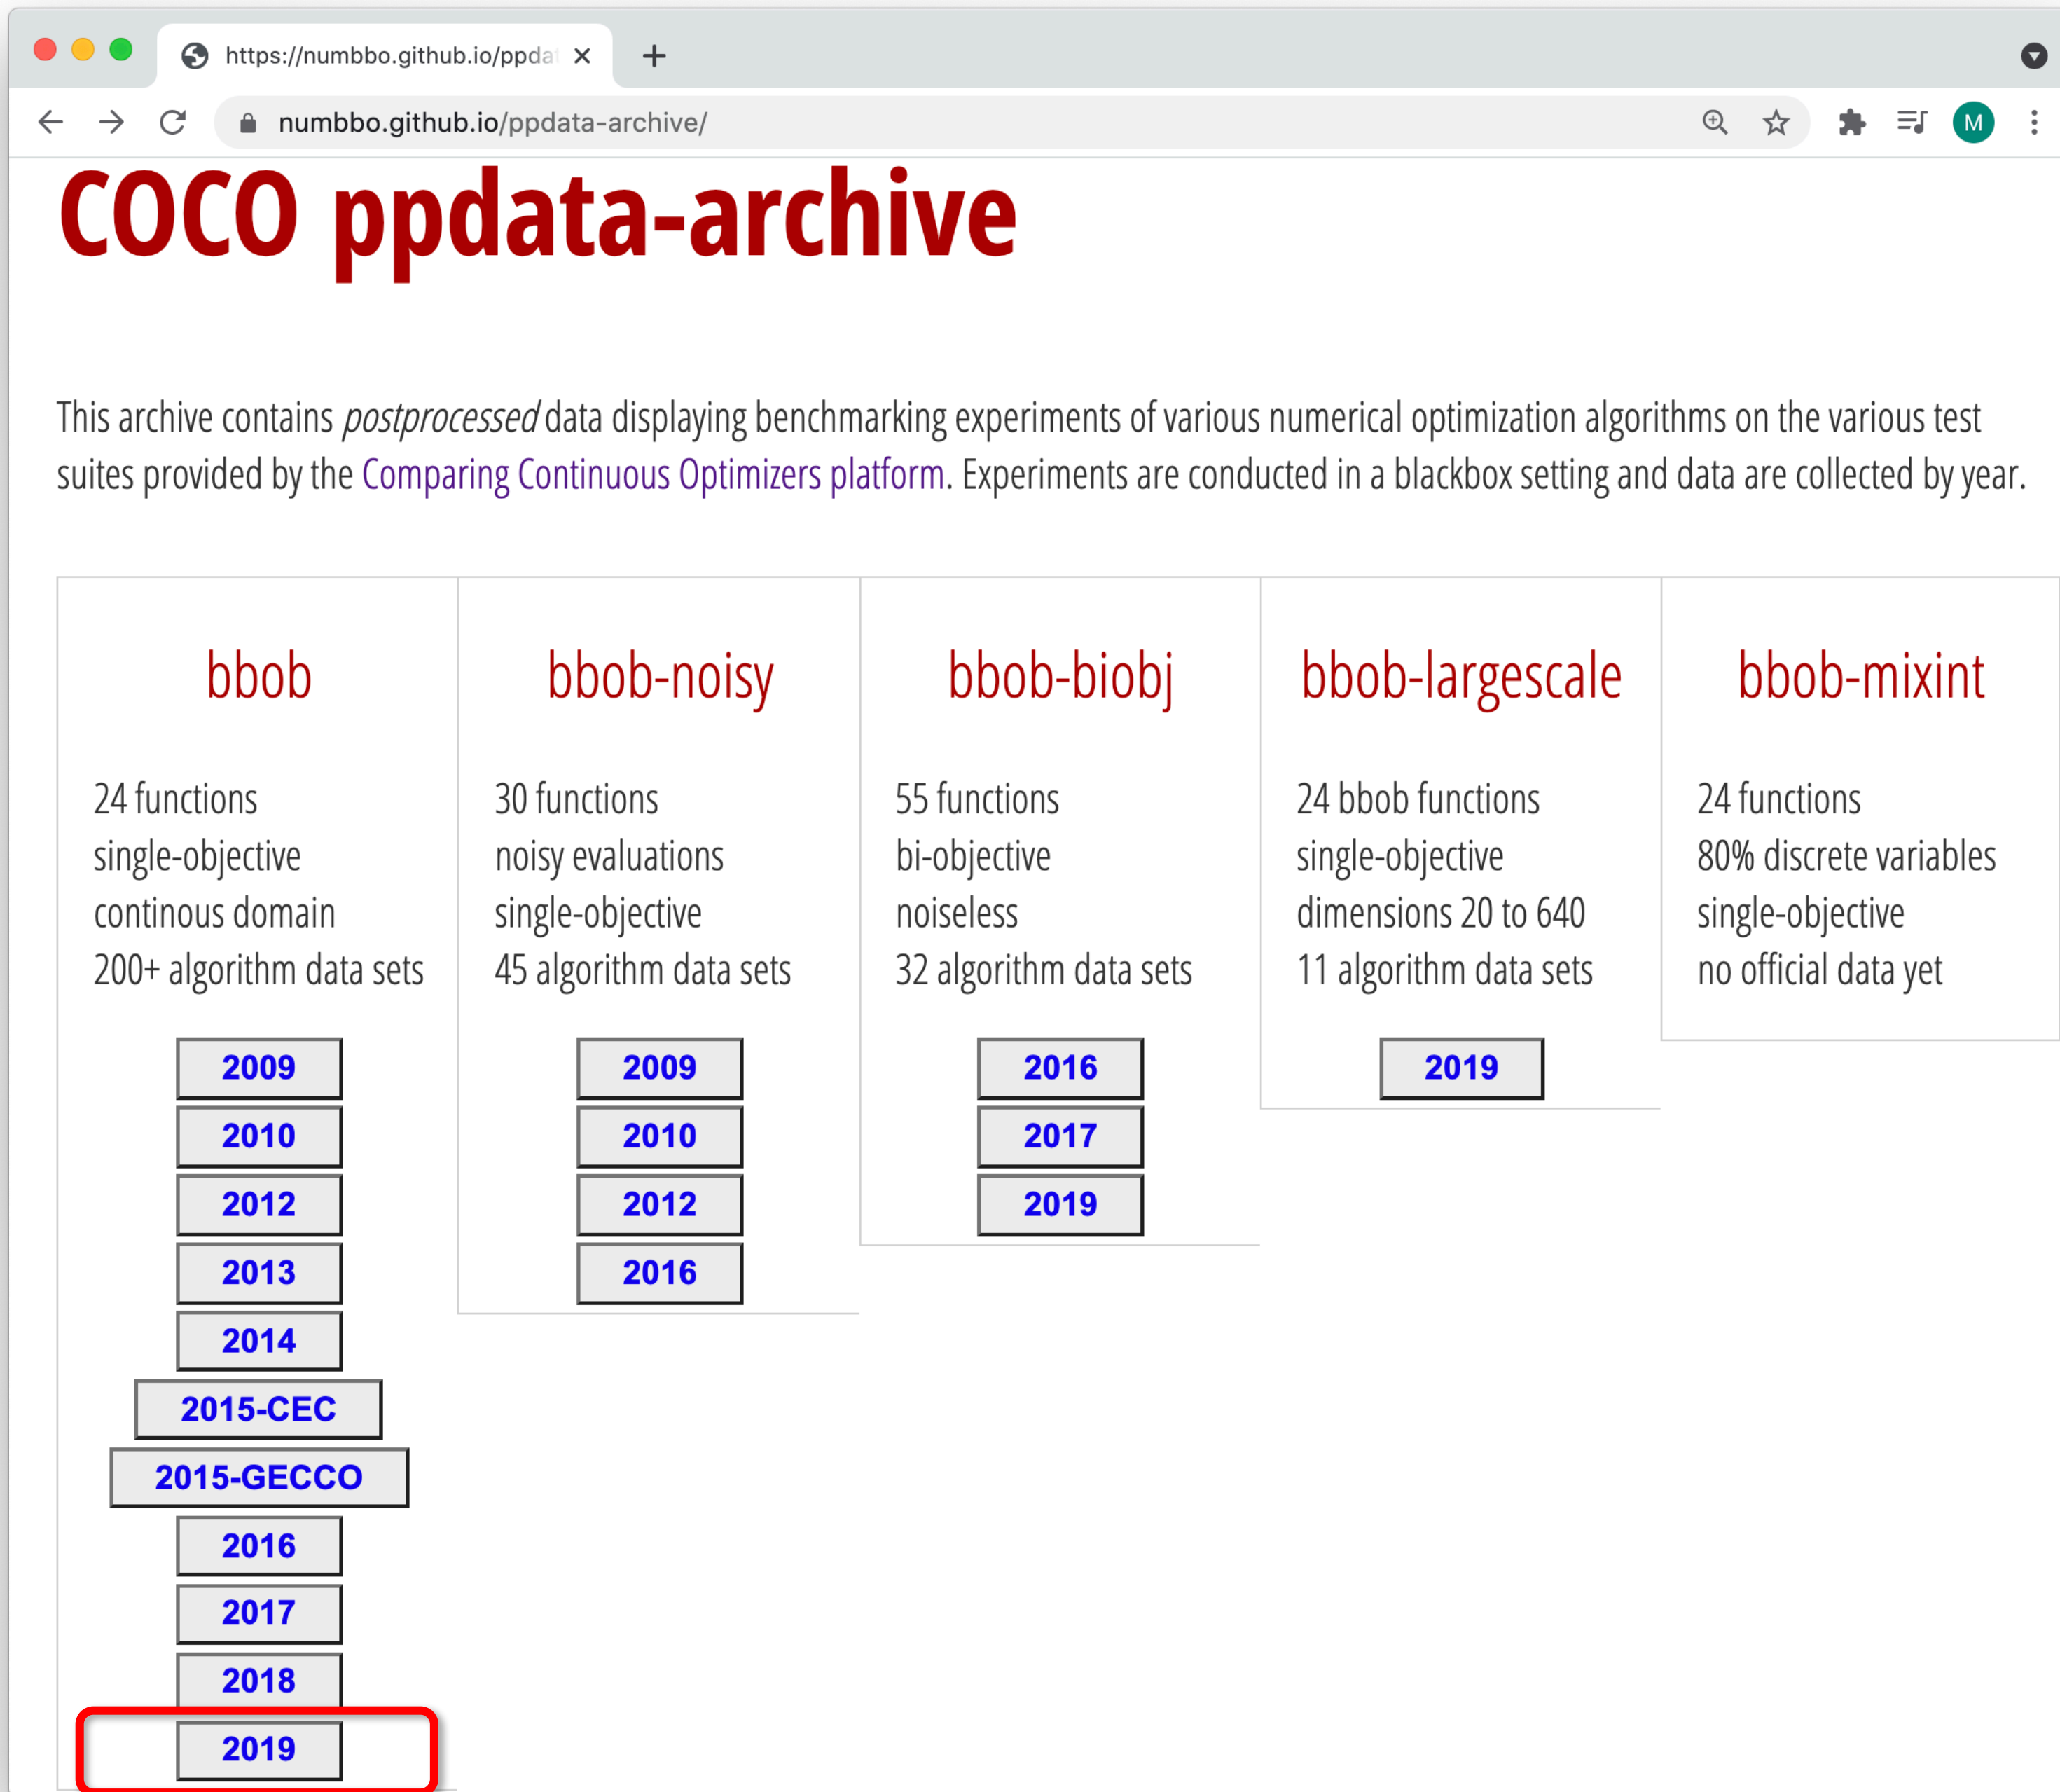 https://numbbo.github.io/ppda
numbbo.github.io/ppdata-archive/
M
COCO ppdata-archive
This archive contains postprocessed data displaying benchmarking experiments of various numerical optimization algorithms on the various test
suites provided by the Comparing Continuous Optimizers platform. Experiments are conducted in a blackbox setting and data are collected by year.
bbob
24 functions
single-objective
continous domain
200+ algorithm data sets
2009
2010
2012
2013
2014
2015-CEC
2015-GECCO
2016
2017
2018
2019
bbob-noisy
30 functions
noisy evaluations
single-objective
45 algorithm data sets
2009
2010
2012
2016
bbob-biobj
55 functions
bi-objective
noiseless
32 algorithm data sets
2016
2017
2019
bbob-largescale
24 bbob functions
single-objective
dimensions 20 to 640
11 algorithm data sets
2019
bbob-mixint
24 functions
80% discrete variables
single-objective
no official data yet